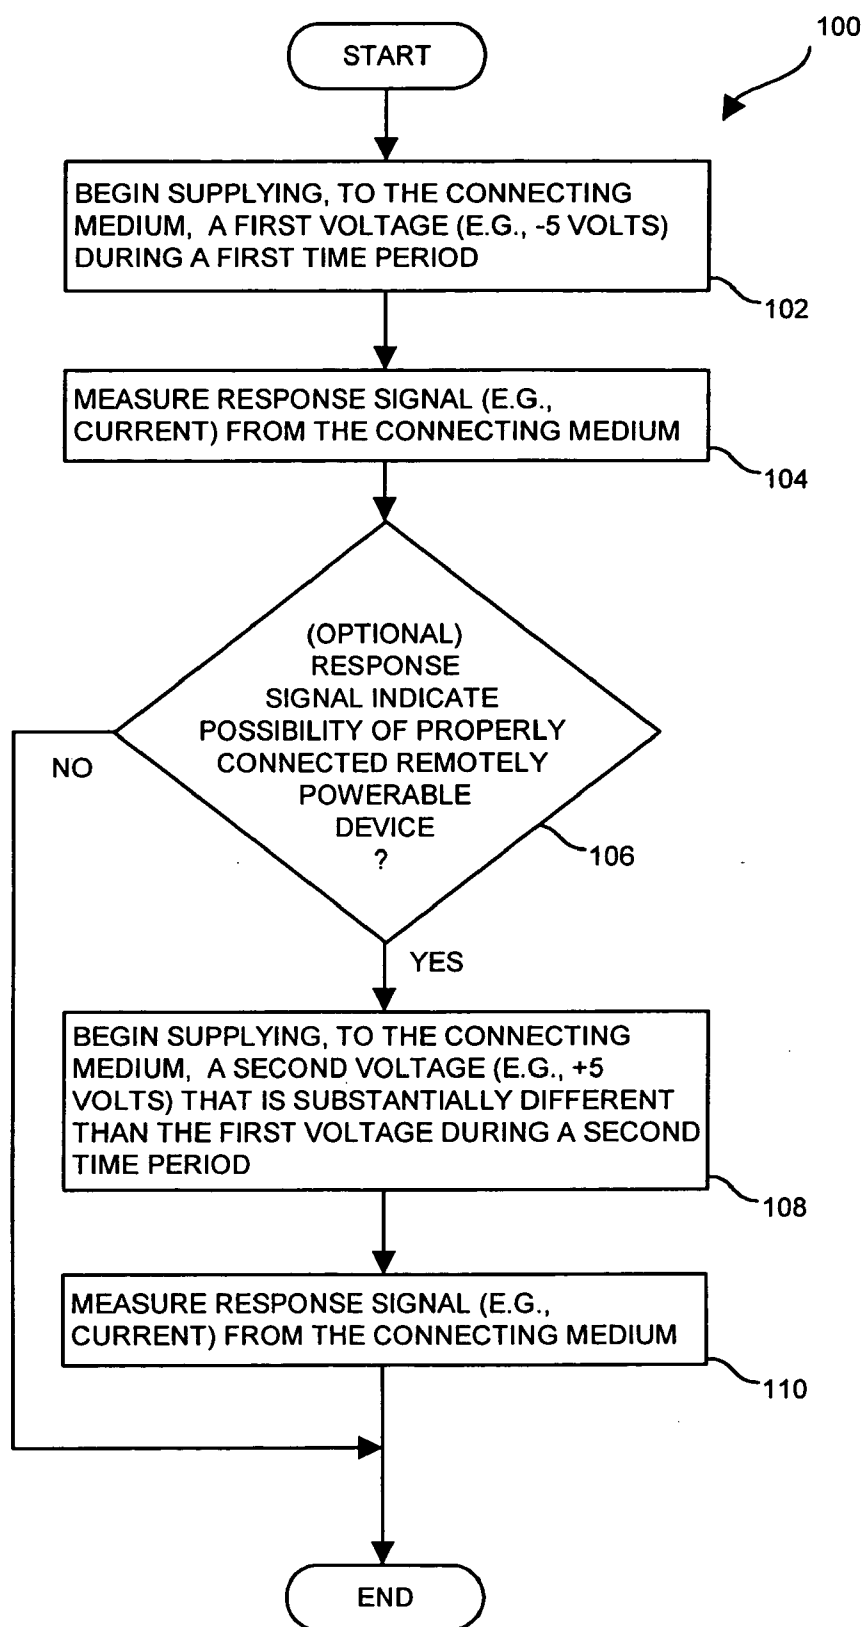 100
START
BEGIN SUPPLYING, TO THE CONNECTING
MEDIUM, A FIRST VOLTAGE (E.G., -5 VOLTS)
DURING A FIRST TIME PERIOD
102
MEASURE RESPONSE SIGNAL (E.G.,
CURRENT) FROM THE CONNECTING MEDIUM
104
(OPTIONAL)
RESPONSE
SIGNAL INDICATE
POSSIBILITY OF PROPERLY
CONNECTED REMOTELY
POWERABLE
DEVICE
?
NO
106
YES
BEGIN SUPPLYING, TO THE CONNECTING
MEDIUM, A SECOND VOLTAGE (E.G., +5
VOLTS) THAT IS SUBSTANTIALLY DIFFERENT
THAN THE FIRST VOLTAGE DURING A SECOND
TIME PERIOD
108
MEASURE RESPONSE SIGNAL (E.G.,
CURRENT) FROM THE CONNECTING MEDIUM
110
END